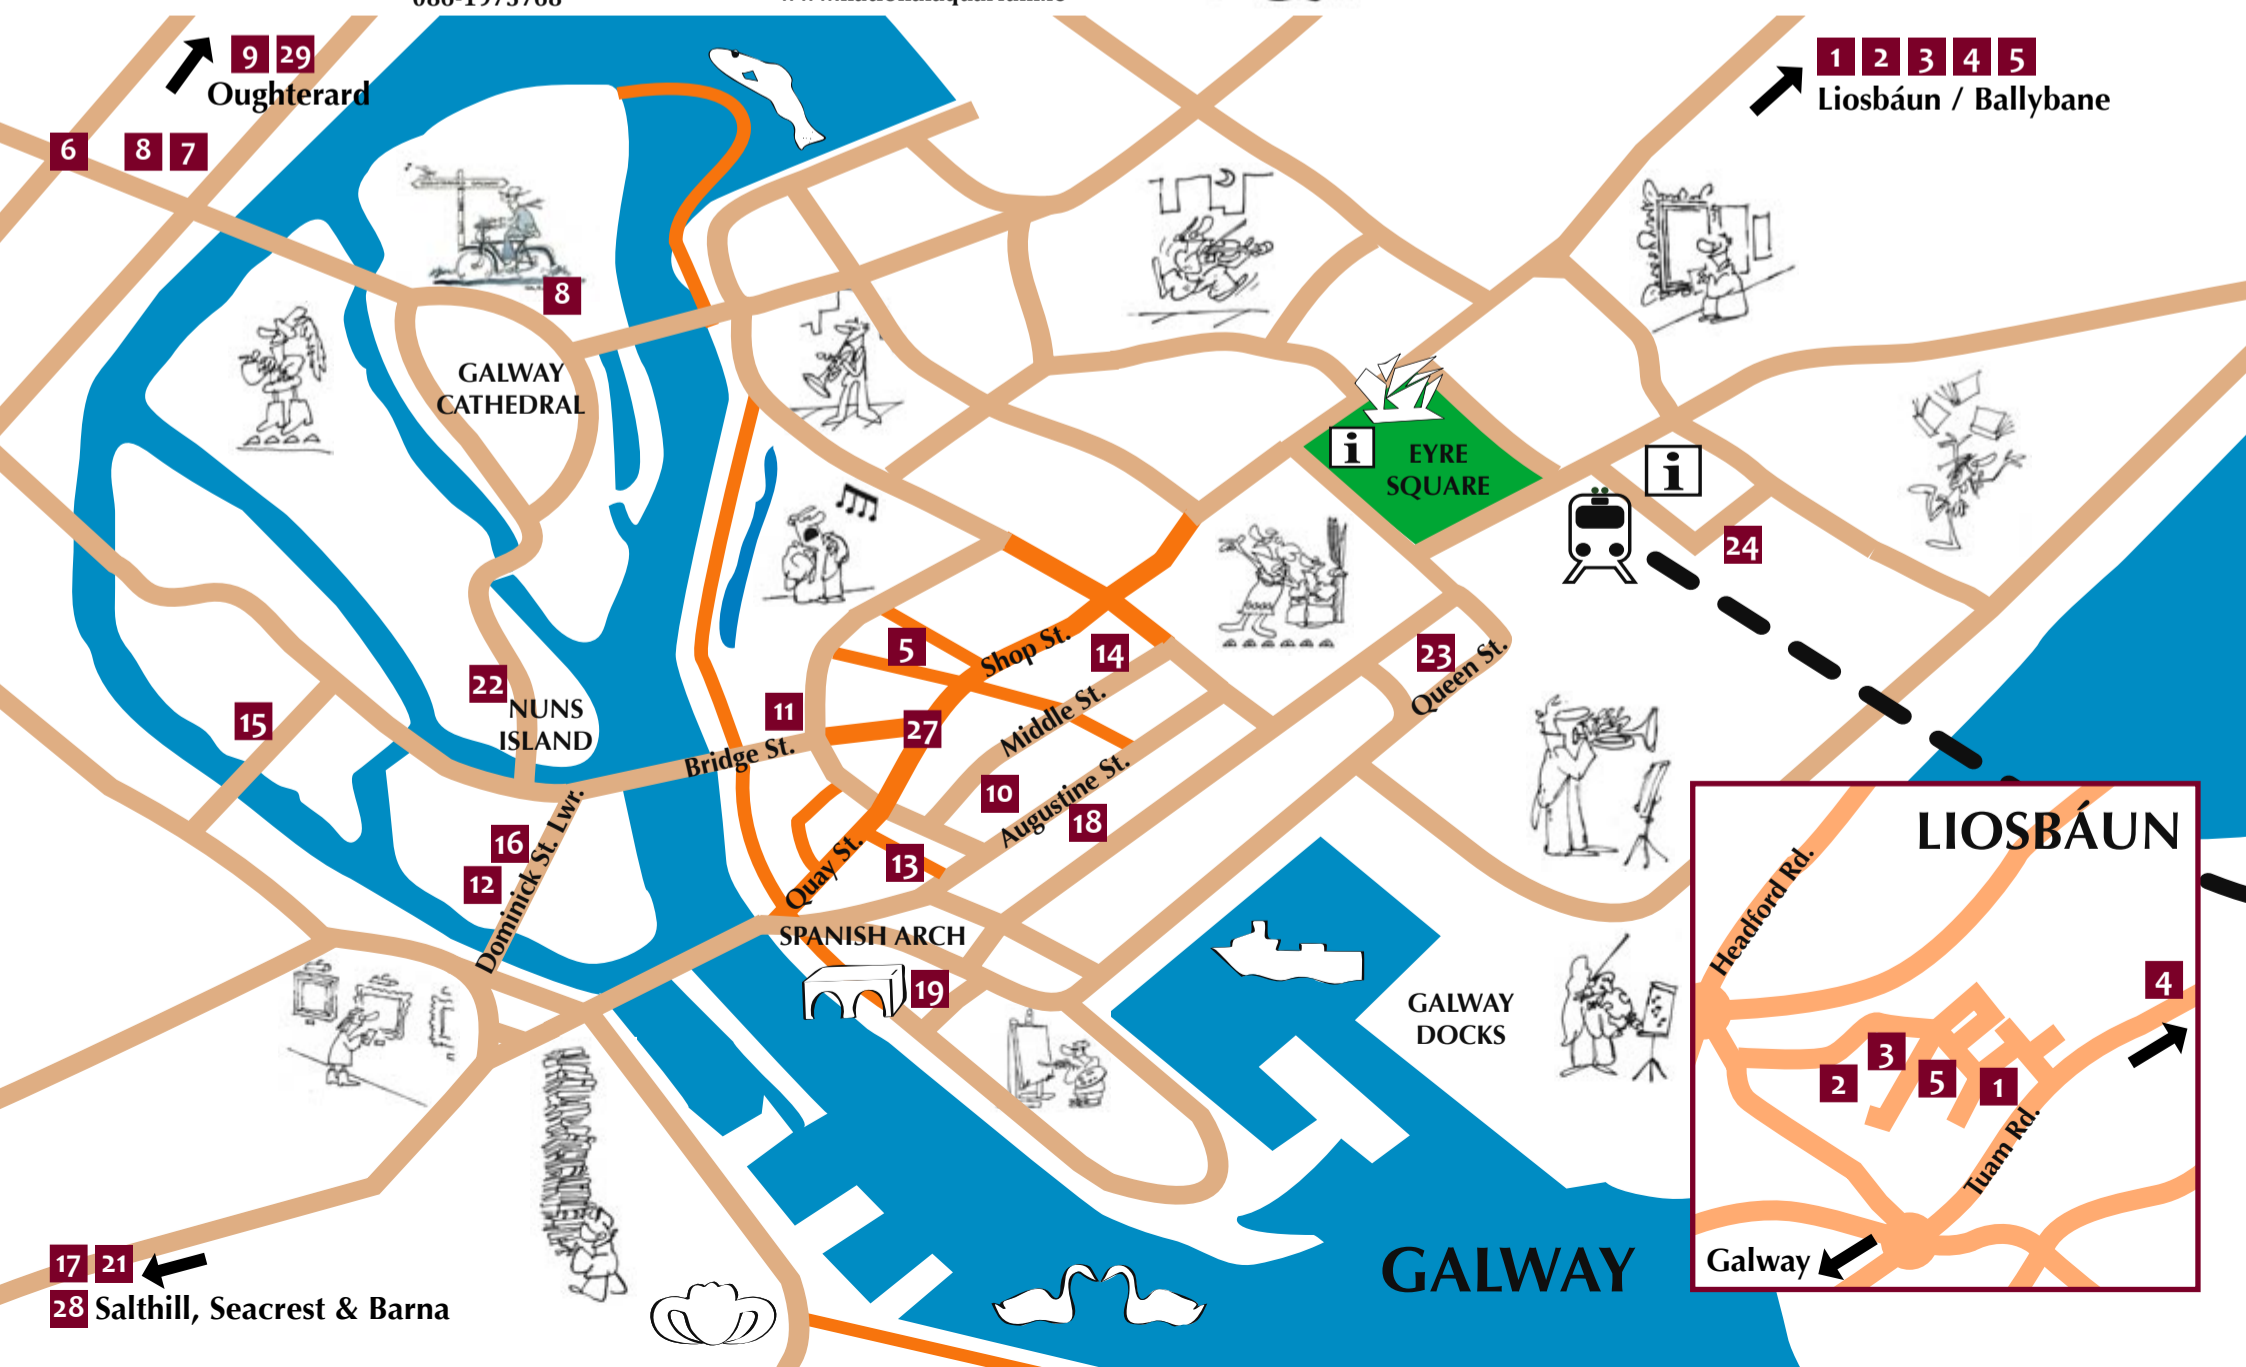 9 29
Oughterard
6 8 7
1 2 3 4 5
Liosbáun / Ballybane
8
GALWAY
CATHEDRAL
i
EYRE
SQUARE
i
24
5
Shop St.
14
23
Queen St.
22
NUNS
ISLAND
15
11
27
Middle St.
Bridge St.
10
Augustine St.
18
16
12
Dominick St. Lwr.
13
Quay St.
SPANISH ARCH
19
GALWAY
DOCKS
LIOSBÁUN
Headford Rd.
4
3
2
5
1
Tuam Rd.
Galway
GALWAY
17 21
28 Salthill, Seacrest & Barna